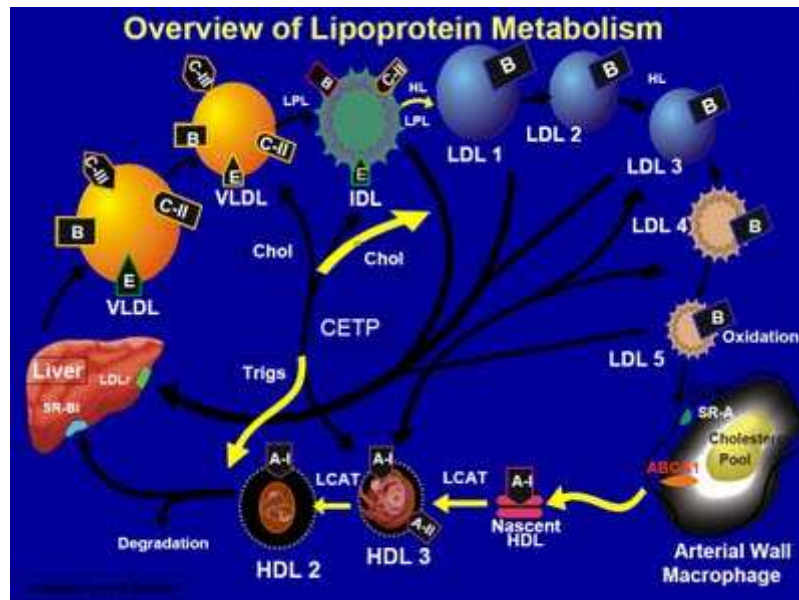 Overview of Lipoprotein Metabolism
C-III
B
C-II
E
VLDL
LPL
B
C-II
E
IDL
HL
LPL
B
LDL 1
B
LDL 2
HL
B
LDL 3
C-III
B
C-II
E
VLDL
Chol
Chol
CETP
Trigs
LDL 4
B
LDL 5
B
Oxidation
Liver
LDLr
SR-BI
SR-A
Cholesterol
Pool
ABCA1
Arterial Wall
Macrophage
A-I
Nascent
HDL
LCAT
A-I
A-II
HDL 3
LCAT
A-I
HDL 2
Degradation